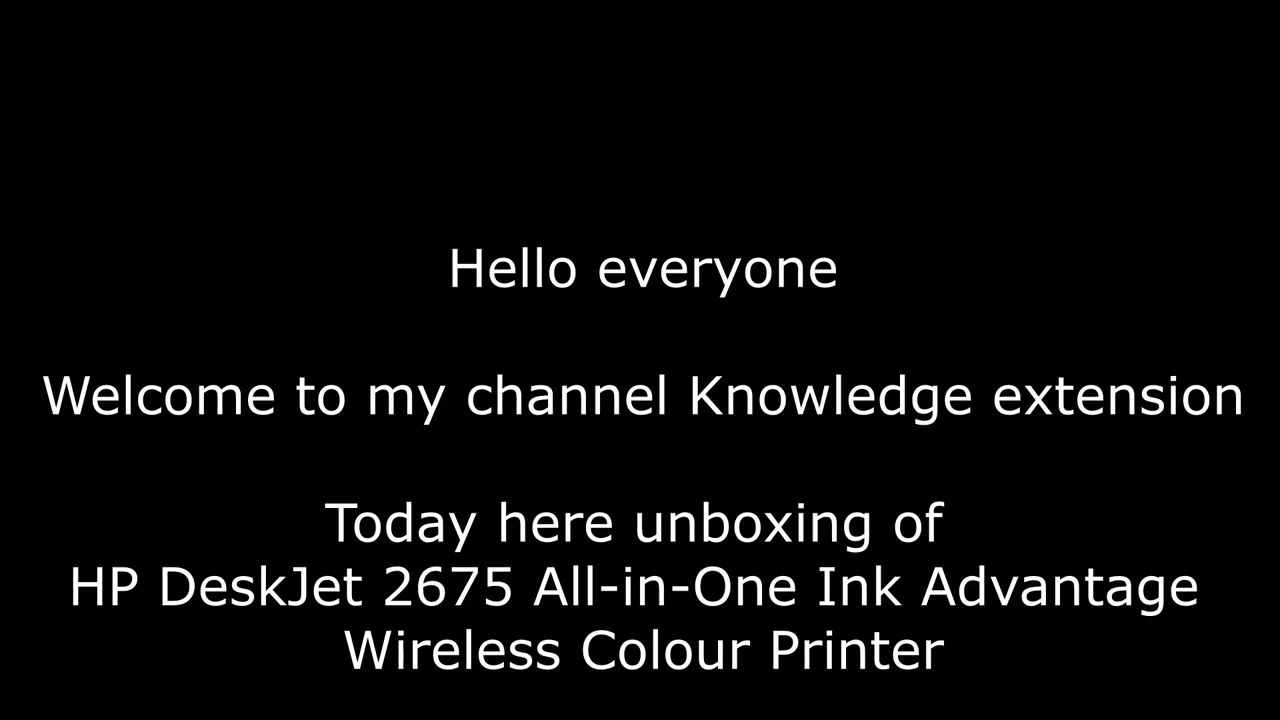 Hello everyone
Welcome to my channel Knowledge extension
Today here unboxing of
HP DeskJet 2675 All-in-One Ink Advantage
Wireless Colour Printer